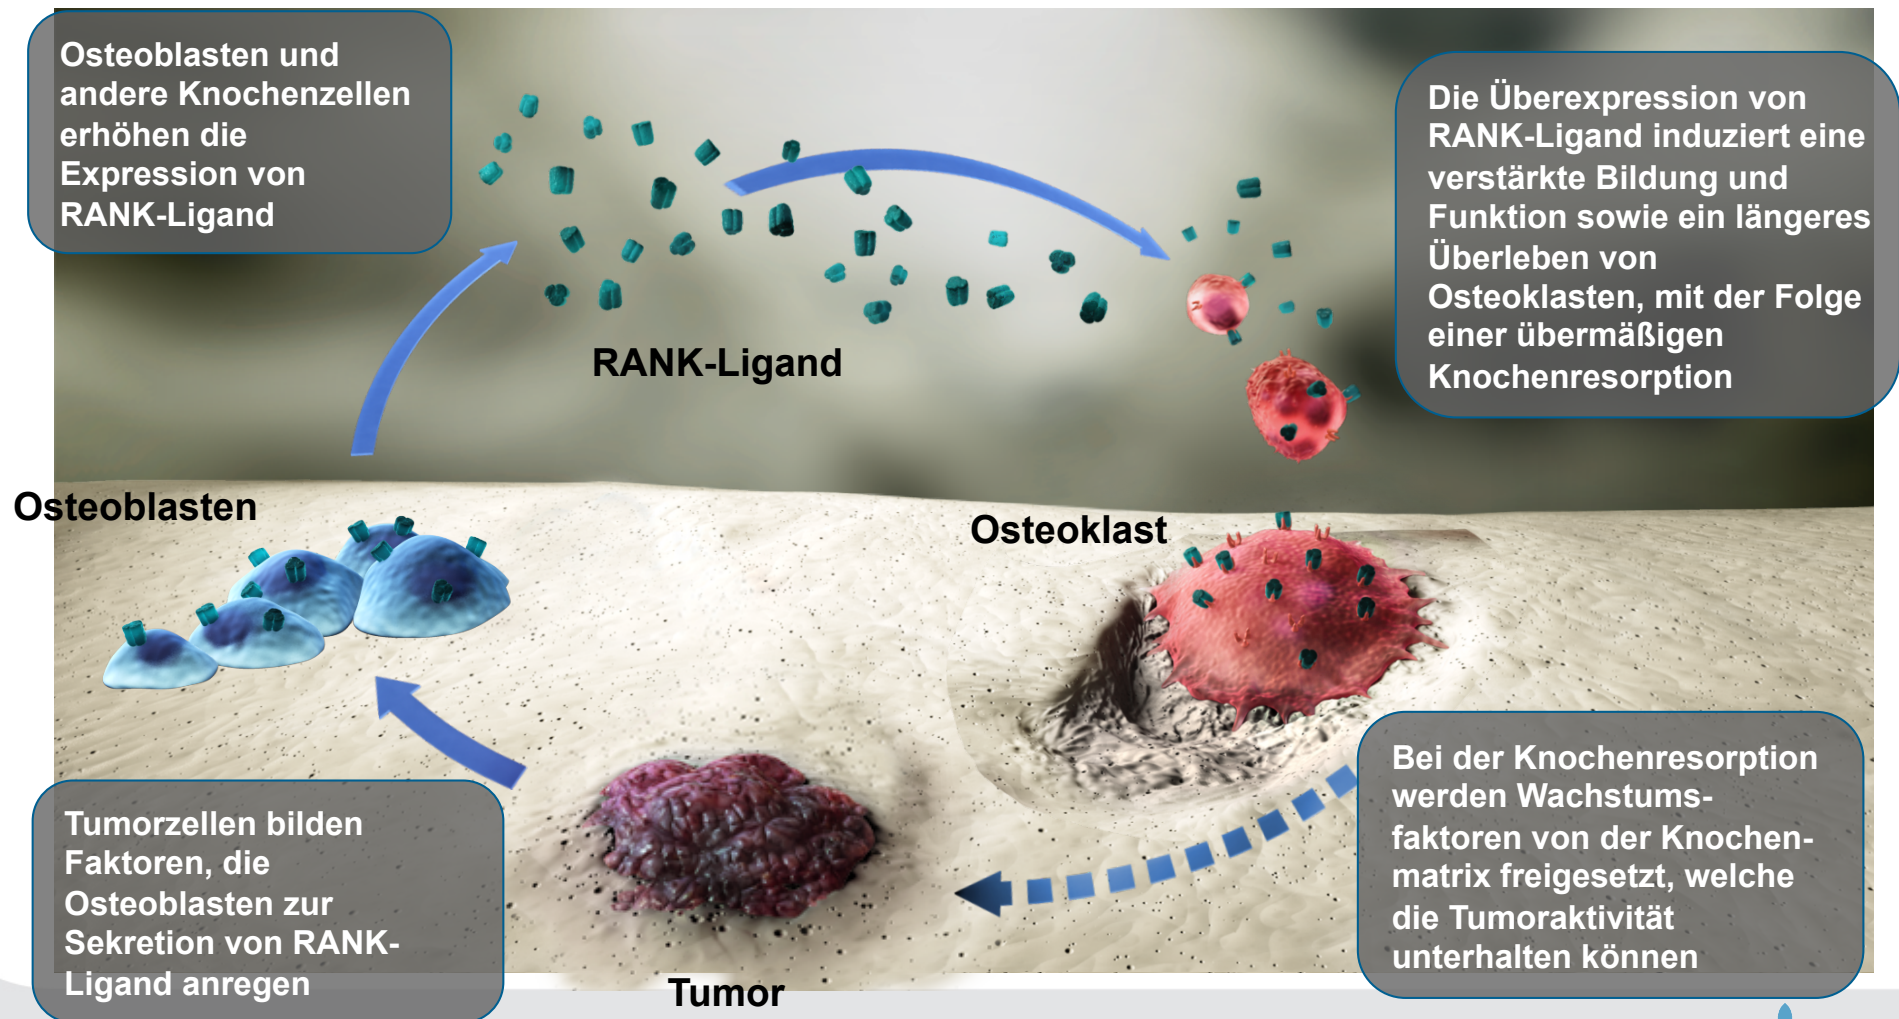 Osteoblasten und
andere Knochenzellen
erhöhen die
Expression von
RANK-Ligand
Die Überexpression von
RANK-Ligand induziert eine
verstärkte Bildung und
Funktion sowie ein längeres
Überleben von
Osteoklasten, mit der Folge
einer übermäßigen
Knochenresorption
RANK-Ligand
Osteoblasten
Osteoklast
Tumorzellen bilden
Faktoren, die
Osteoblasten zur
Sekretion von RANK-
Ligand anregen
Bei der Knochenresorption
werden Wachstums-
faktoren von der Knochen-
matrix freigesetzt, welche
die Tumoraktivität
unterhalten können
Tumor